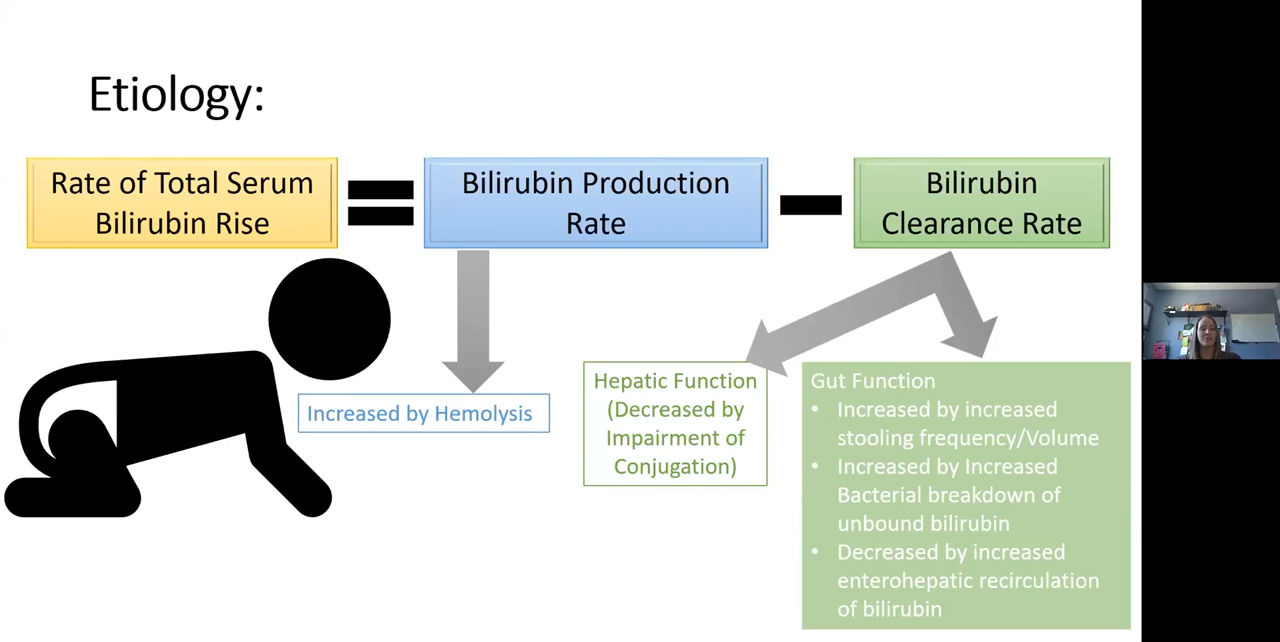 Etiology:
Rate of Total Serum
Bilirubin Rise
Bilirubin Production
Rate
Bilirubin
Clearance Rate
Increased by Hemolysis
Hepatic Function
(Decreased by
Impairment of
Conjugation)
Gut Function
• Increased by increased
stooling frequency/Volume
• Increased by Increased
Bacterial breakdown of
unbound bilirubin
• Decreased by increased
enterohepatic recirculation
of bilirubin